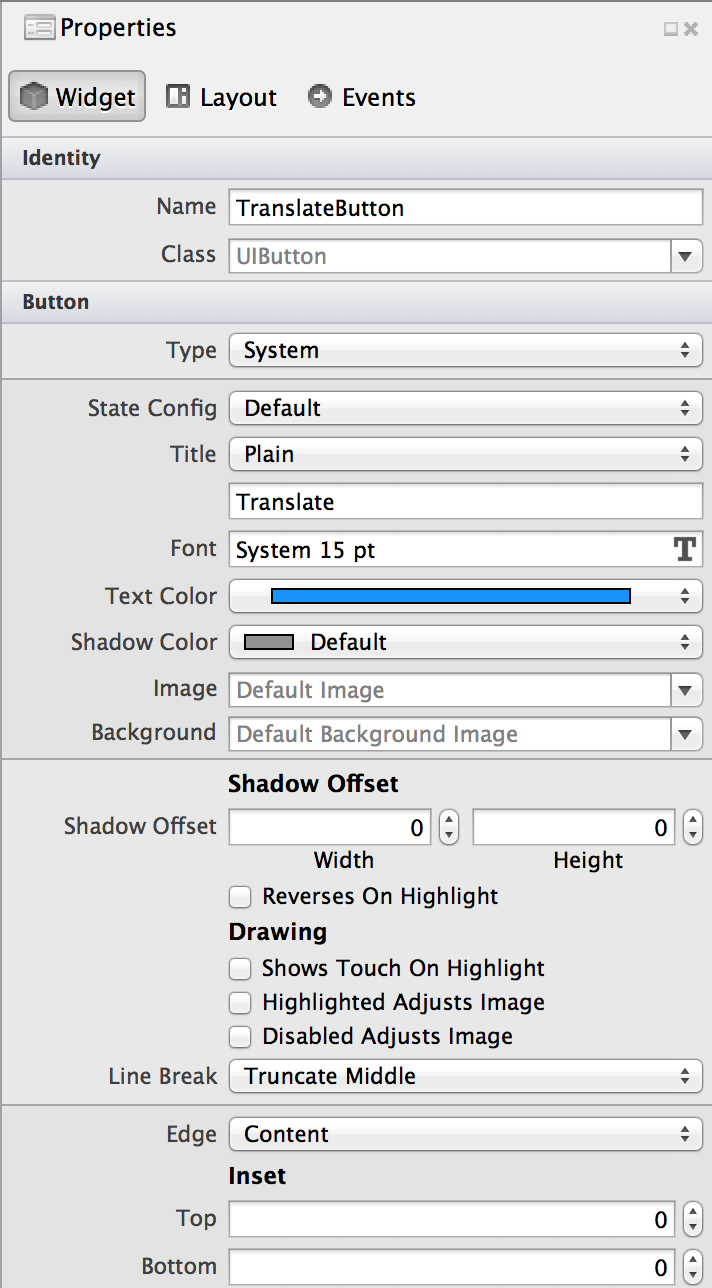 Properties
Widget Layout Events
Identity
Name TranslateButton
Class UIButton
Button
Type System
State Config Default
Title Plain
Translate
Font System 15 pt T
Text Color
Shadow Color Default
Image Default Image
Background Default Background Image
Shadow Offset
Shadow Offset 0 0
Width Height
Reverses On Highlight
Drawing
Shows Touch On Highlight
Highlighted Adjusts Image
Disabled Adjusts Image
Line Break Truncate Middle
Edge Content
Inset
Top 0
Bottom 0